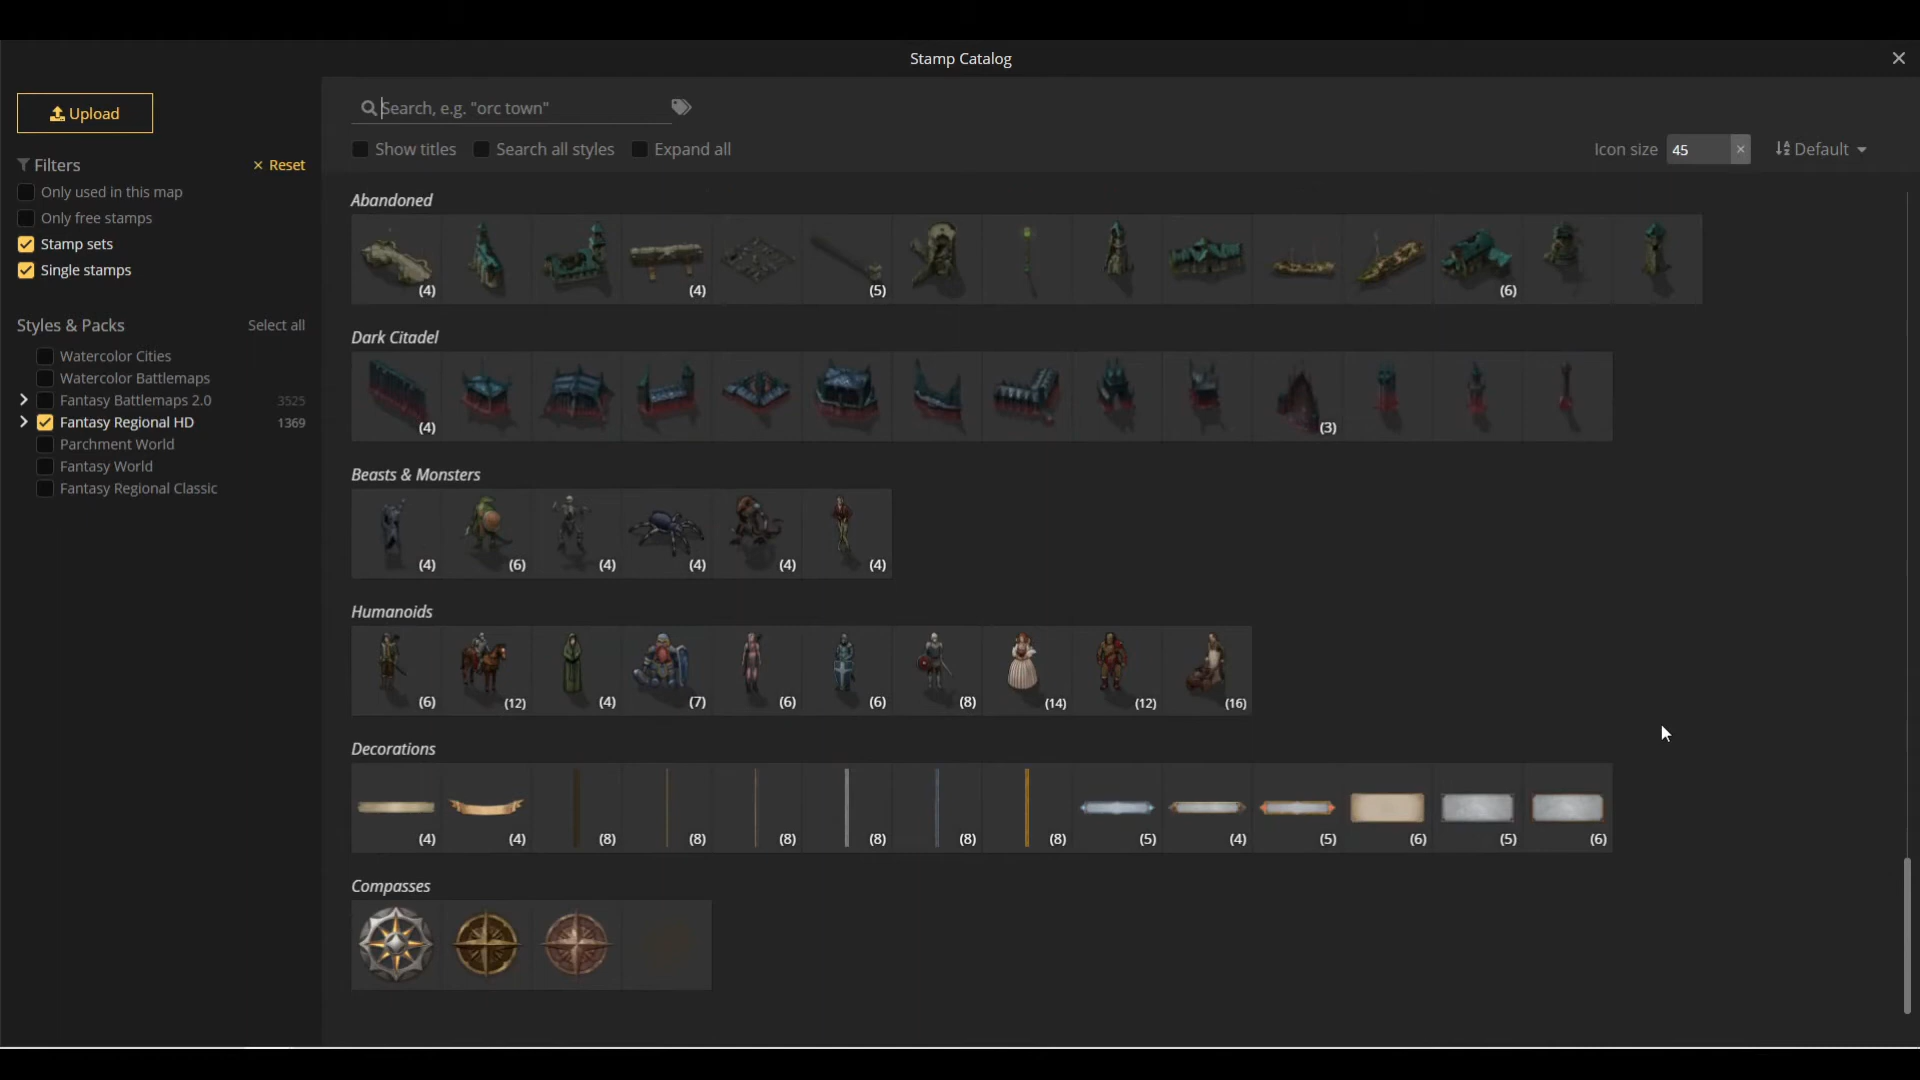 Stamp Catalog
Upload
Search, e.g. "orc town"
Show titles Search all styles Expand all
Icon size 45 Default
Filters Reset
Only used in this map
Only free stamps
Stamp sets
Single stamps
Styles & Packs Select all
Watercolor Cities
Watercolor Battlemaps
Fantasy Battlemaps 2.0 3525
Fantasy Regional HD 1369
Parchment World
Fantasy World
Fantasy Regional Classic
Abandoned
(4) (4) (5) (6)
Dark Citadel
(4) (3)
Beasts & Monsters
(4) (6) (4) (4) (4) (4)
Humanoids
(6) (12) (4) (7) (6) (6) (8) (14) (12) (16)
Decorations
(4) (4) (8) (8) (8) (8) (8) (8) (5) (4) (5) (6) (5) (6)
Compasses